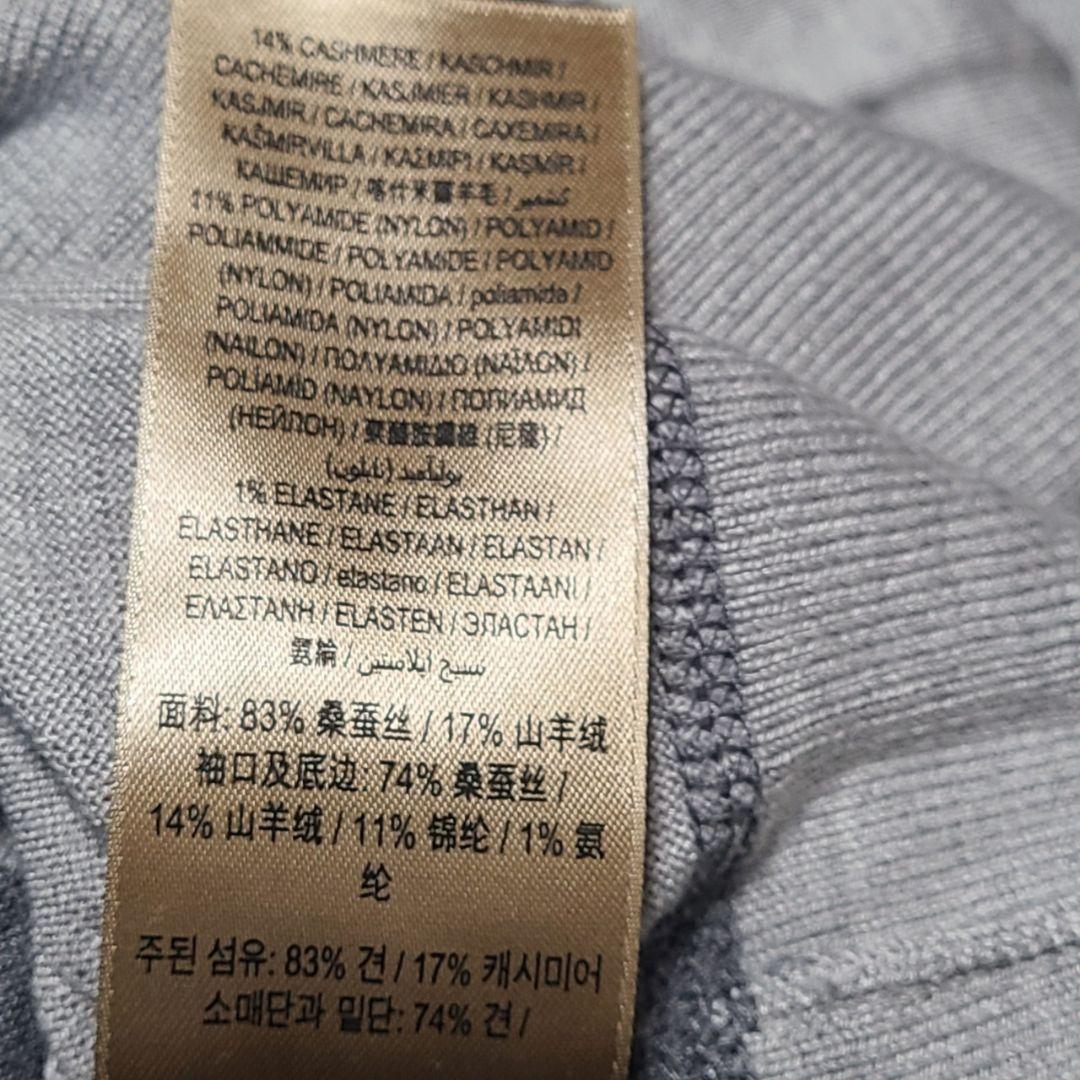 14% CASHMERE / KASCHMIR /
CACHEMIRE / KASJMIER / KASHMIR /
KASJMIR / CACHEMIRA / CAXEMIRA /
KAŠMIRVILLA / ΚΑΣΜΙΡΙ / KAŞMİR /
КАШЕМИР / 喀什米爾羊毛 / كشمير
11% POLYAMIDE (NYLON) / POLYAMID /
POLIAMMIDE / POLYAMIDE / POLYAMID
(NYLON) / POLIAMIDA / poliamida /
POLIAMIDA (NYLON) / POLYAMIDI
(NAILON) / ΠΟΛΥΑΜΙΔΙΟ (ΝΑΪΛΟΝ) /
POLİAMID (NAYLON) / ПОЛИАМИД
(НЕЙЛОН) / 聚醯胺纖維 (尼龍) /
بولياميد (نايلون)
1% ELASTANE / ELASTHAN /
ELASTHANE / ELASTAAN / ELASTAN /
ELASTANO / elastano / ELASTAANI /
ΕΛΑΣΤΑΝΗ / ELASTEN / ЭЛАСТАН /
氨綸 / نسيج ايلاستين
面料: 83% 桑蚕丝 / 17% 山羊绒
袖口及底边: 74% 桑蚕丝 /
14% 山羊绒 / 11% 锦纶 / 1% 氨
纶
주된 섬유: 83% 견 / 17% 캐시미어
소매단과 밑단: 74% 견 /